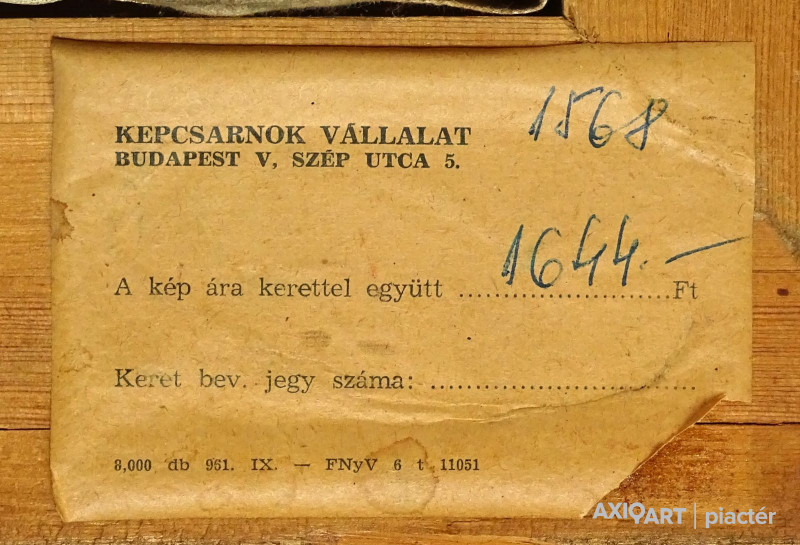 1568
KEPCSARNOK VÁLLALAT
BUDAPEST V, SZÉP UTCA 5.
A kép ára kerettel együtt 1644.— Ft
Keret bev. jegy száma: ..............................
8,000 db 961. IX. — FNyV 6 t 11051
AXIOART | piactér